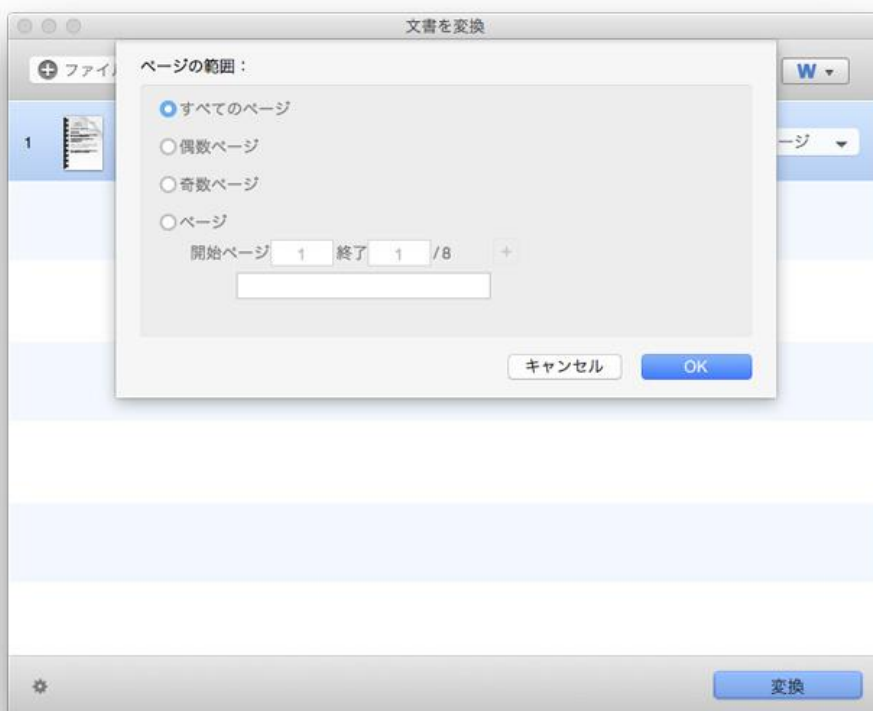 文書を変換
ファイ
W
ページの範囲：
すべてのページ
偶数ページ
奇数ページ
ページ
開始ページ 1 終了 1 /8 +
キャンセル OK
1
ージ
変換